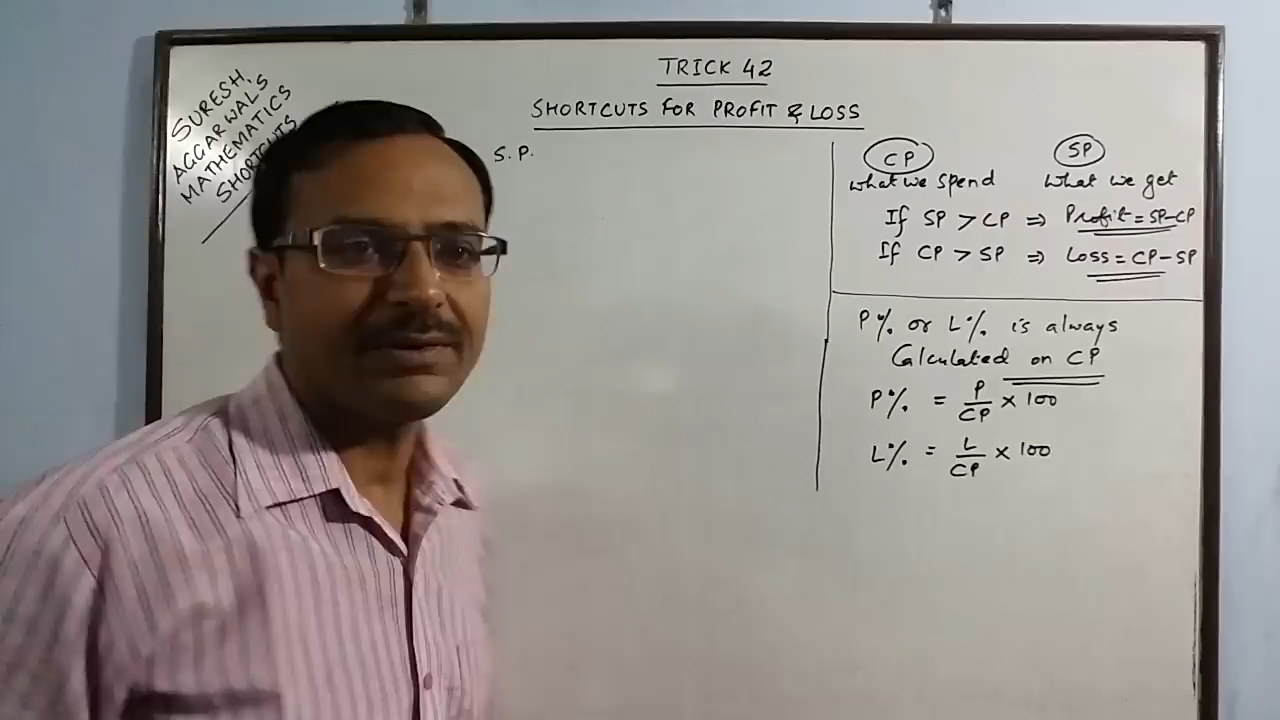 SURESH
AGGARWAL'S
MATHEMATICS
SHORTCUTS
TRICK 42
SHORTCUTS FOR PROFIT & LOSS
S.P.
CP SP
What we spend What we get
If SP > CP ⇒ Profit = SP-CP
If CP > SP ⇒ Loss = CP-SP
P% or L% is always
Calculated on CP
P% = P/CP × 100
L% = L/CP × 100